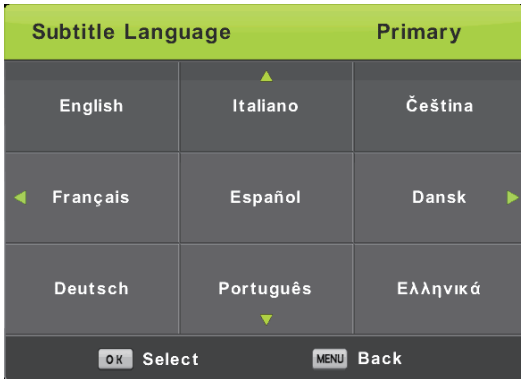 Subtitle Language Primary
English Italiano Čeština
Français Español Dansk
Deutsch Português Ελληνικά
OK Select MENU Back